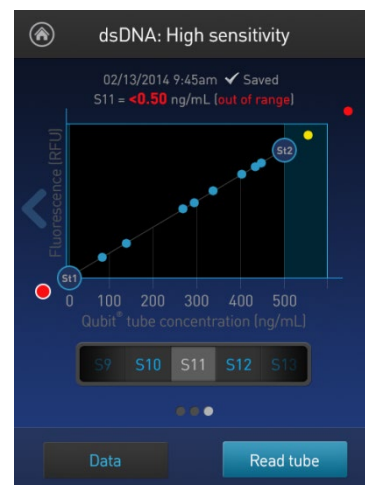 dsDNA: High sensitivity
02/13/2014 9:45am ✓ Saved
S11 = <0.50 ng/mL (out of range)
Fluorescence (RFU)
St2
St1
0 100 200 300 400 500
Qubit® tube concentration (ng/mL)
S9 S10 S11 S12 S13
Data Read tube